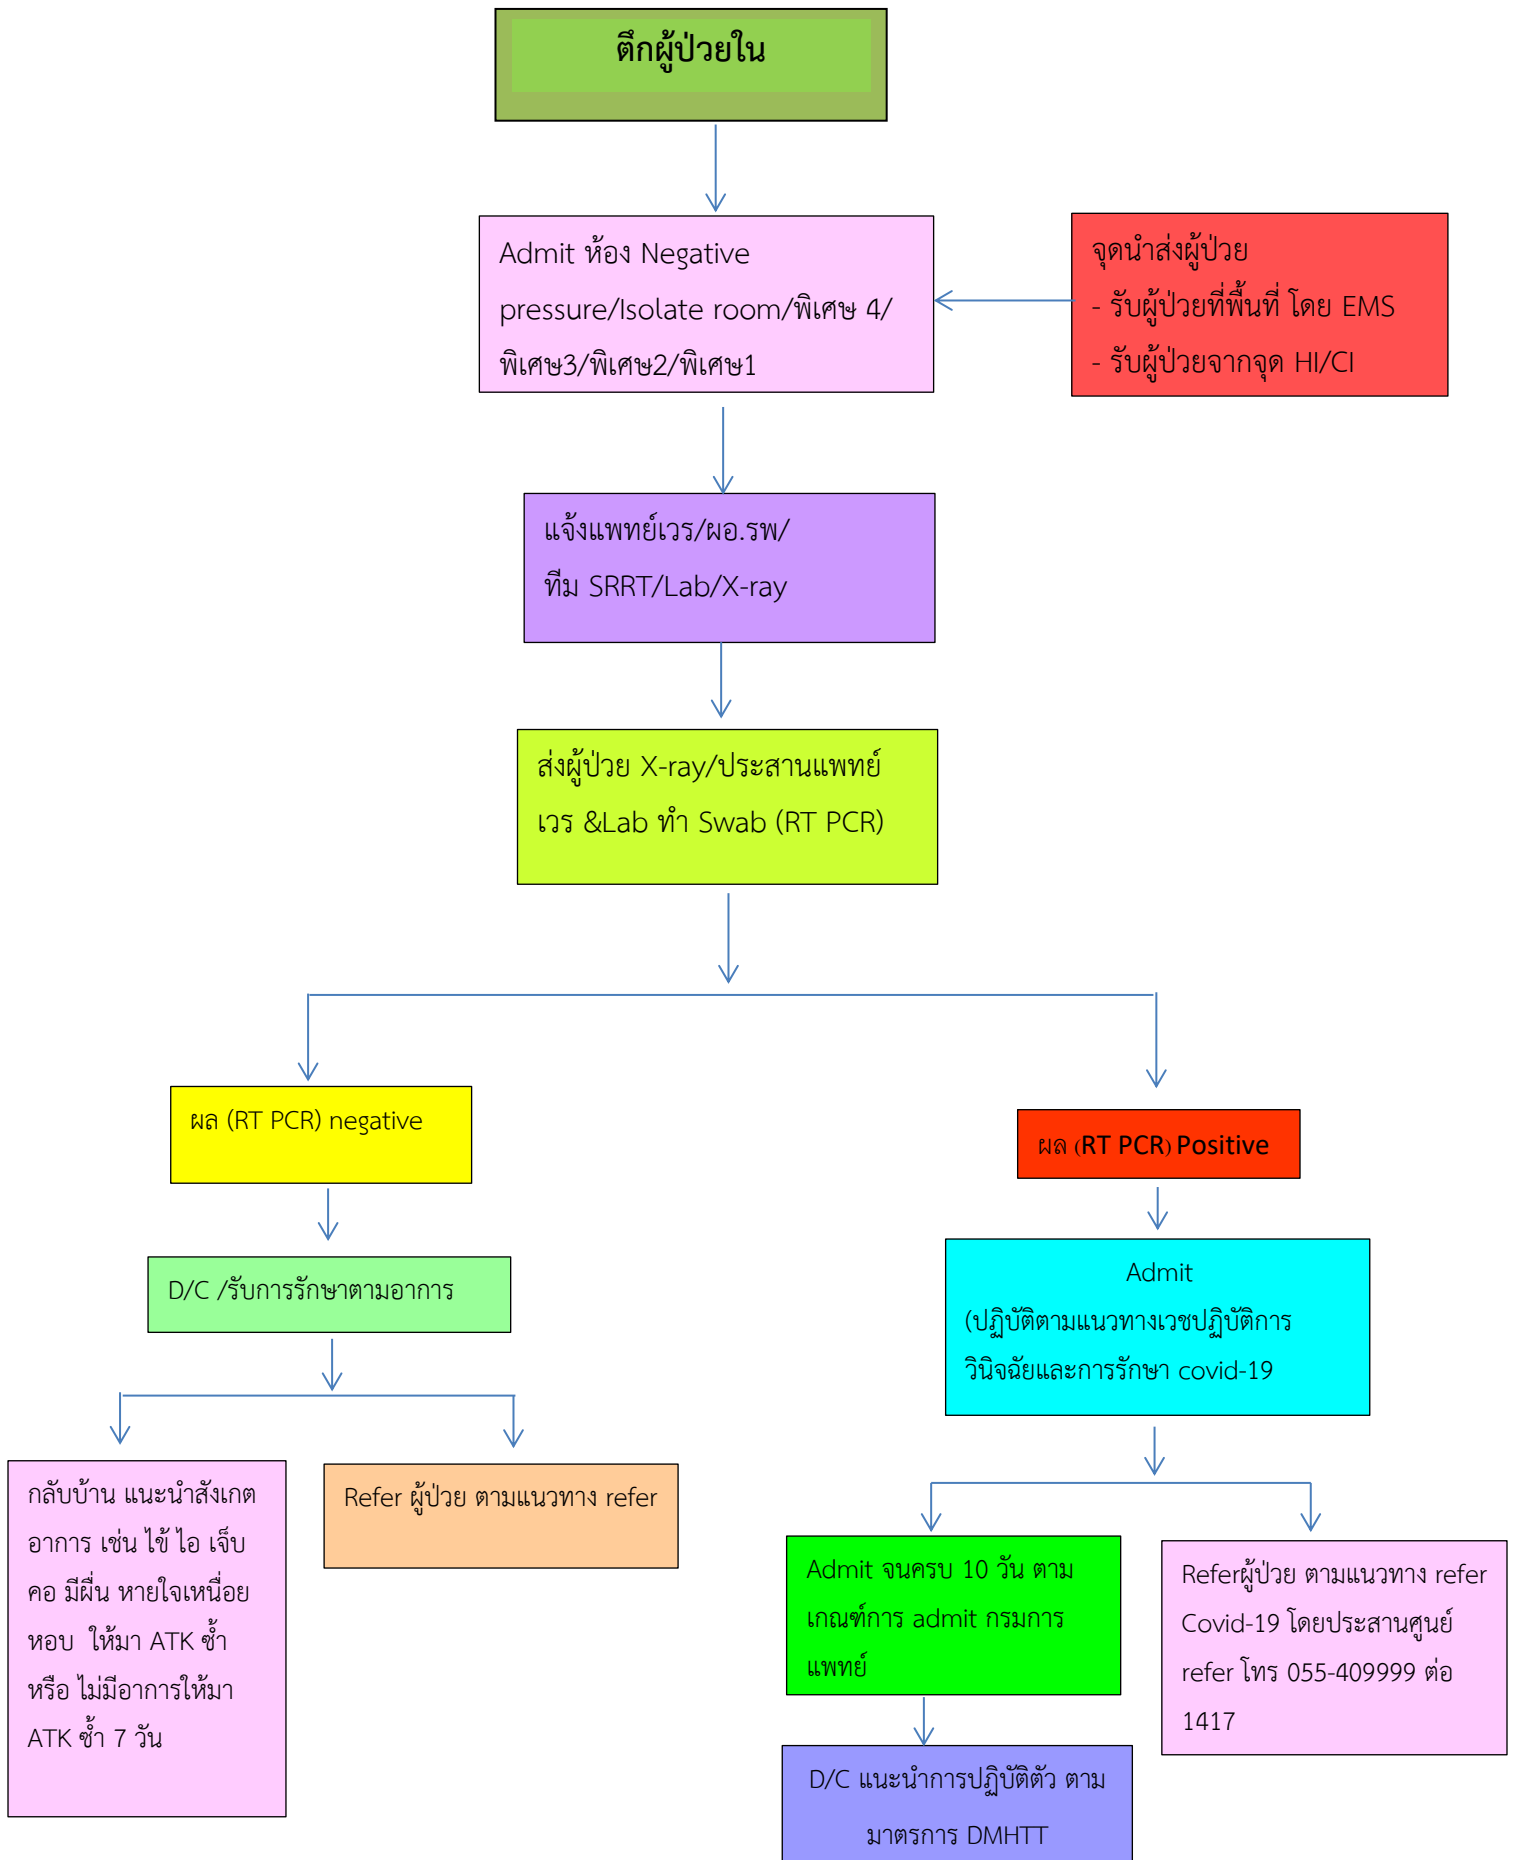 ตึกผู้ป่วยใน
Admit ห้อง Negative
pressure/Isolate room/พิเศษ 4/
พิเศษ3/พิเศษ2/พิเศษ1
จุดนำส่งผู้ป่วย
- รับผู้ป่วยที่พื้นที่ โดย EMS
- รับผู้ป่วยจากจุด HI/CI
แจ้งแพทย์เวร/ผอ.รพ/
ทีม SRRT/Lab/X-ray
ส่งผู้ป่วย X-ray/ประสานแพทย์
เวร &Lab ทำ Swab (RT PCR)
ผล (RT PCR) negative
ผล (RT PCR) Positive
D/C /รับการรักษาตามอาการ
Admit
(ปฏิบัติตามแนวทางเวชปฏิบัติการ
วินิจฉัยและการรักษา covid-19
กลับบ้าน แนะนำสังเกต
อาการ เช่น ไข้ ไอ เจ็บ
คอ มีผื่น หายใจเหนื่อย
หอบ ให้มา ATK ซ้ำ
หรือ ไม่มีอาการให้มา
ATK ซ้ำ 7 วัน
Refer ผู้ป่วย ตามแนวทาง refer
Admit จนครบ 10 วัน ตาม
เกณฑ์การ admit กรมการ
แพทย์
Referผู้ป่วย ตามแนวทาง refer
Covid-19 โดยประสานศูนย์
refer โทร 055-409999 ต่อ
1417
D/C แนะนำการปฏิบัติตัว ตาม
มาตรการ DMHTT